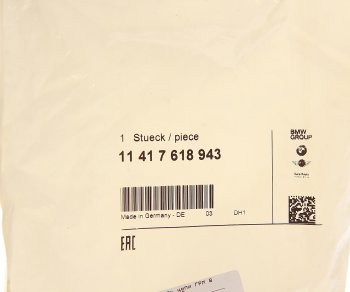 1 Stueck / piece
11 41 7 618 943
Made in Germany - DE 03 DH1
BMW
GROUP
EAC